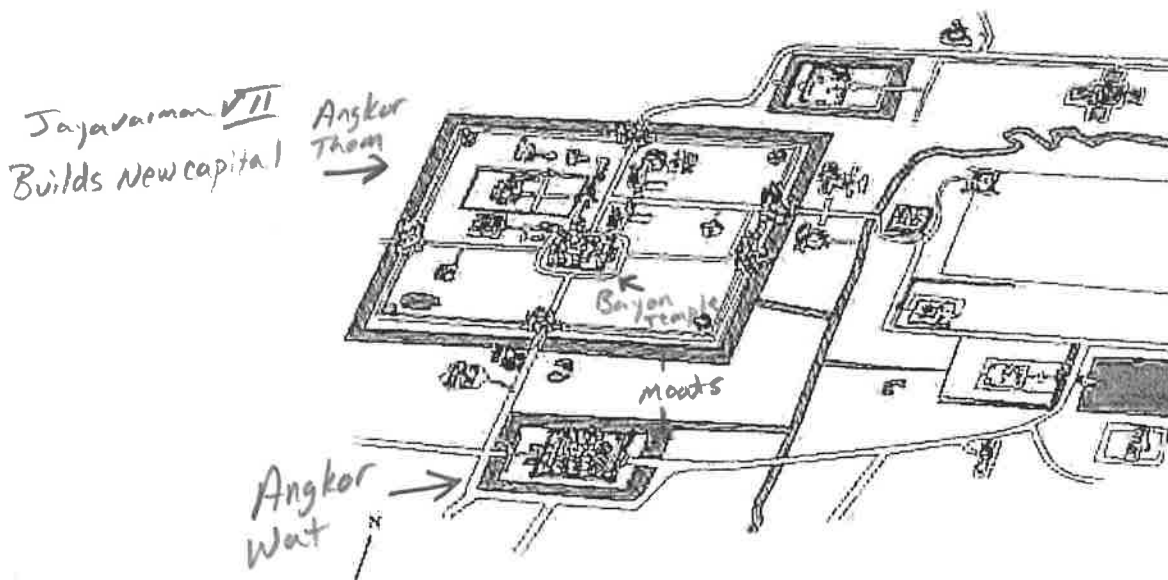 Jayavarman VII
Builds New capital
Angkor
Thom
Bayon
Temple
Moats
Angkor
Wat
N